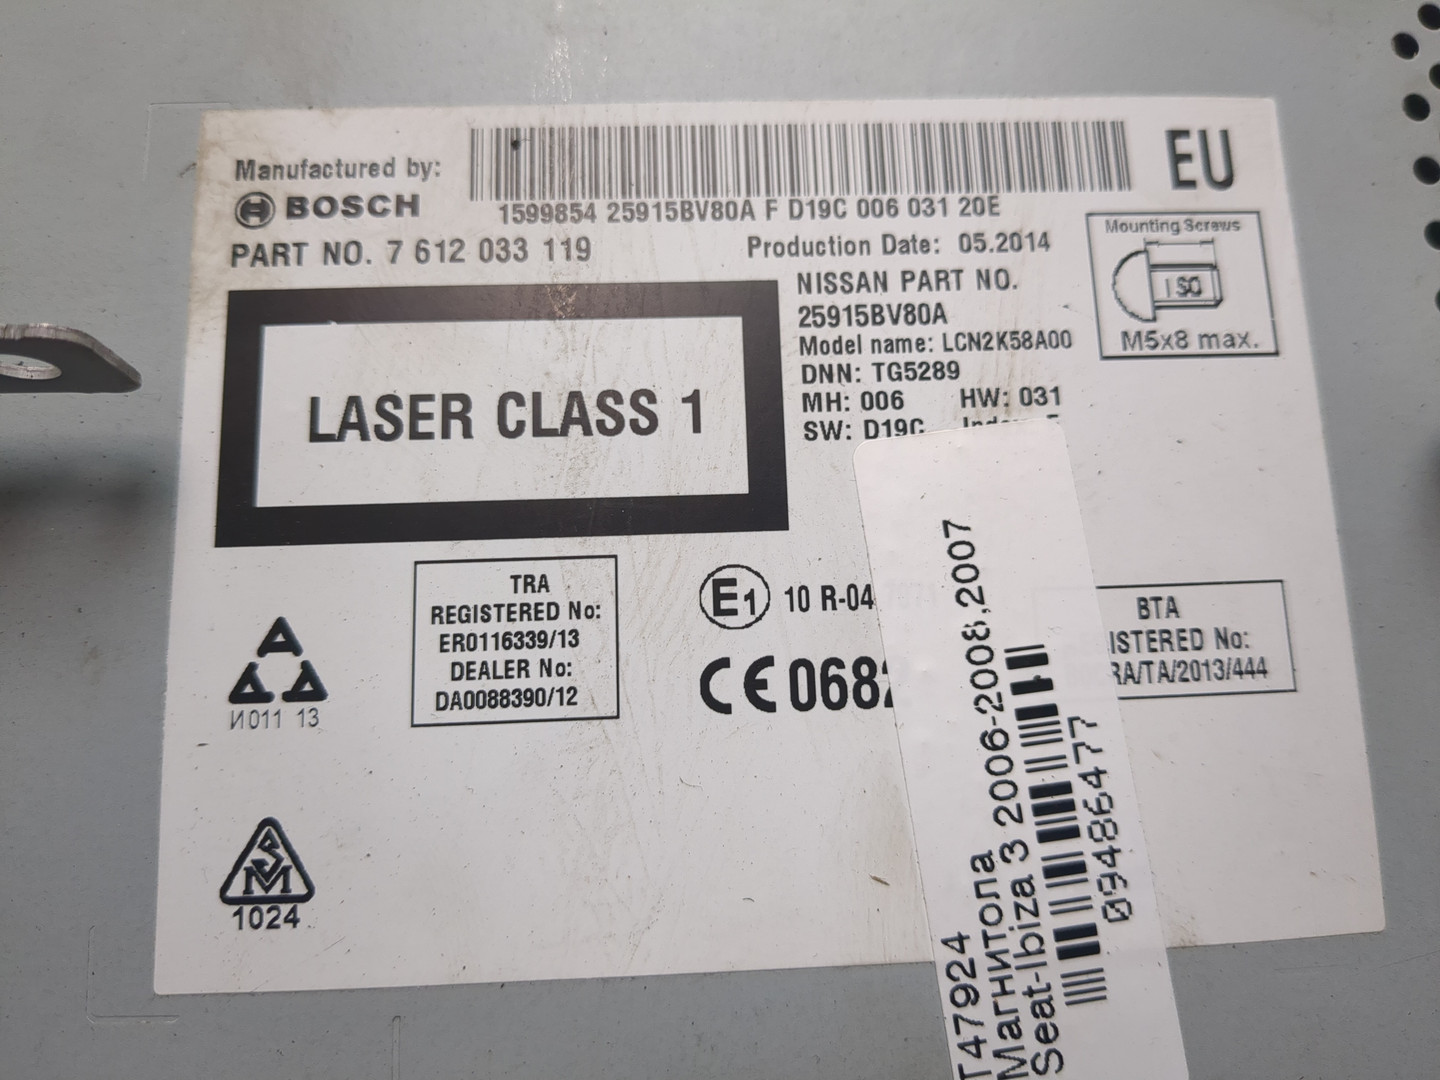 Manufactured by:
BOSCH
EU
1599854 25915BV80A F D19C 006 031 20E
PART NO. 7 612 033 119
Production Date: 05.2014
Mounting Screws
ISO
M5x8 max.
NISSAN PART NO.
25915BV80A
Model name: LCN2K58A00
DNN: TG5289
MH: 006 HW: 031
SW: D19C
LASER CLASS 1
TRA
REGISTERED No:
ER0116339/13
DEALER No:
DA0088390/12
E1 10 R-04
CE 0682
BTA
ISTERED No:
RA/TA/2013/444
И011 13
SM
1024
T47924
Магнитола
Seat-Ibiza 3 2006-2008,2007
09486477